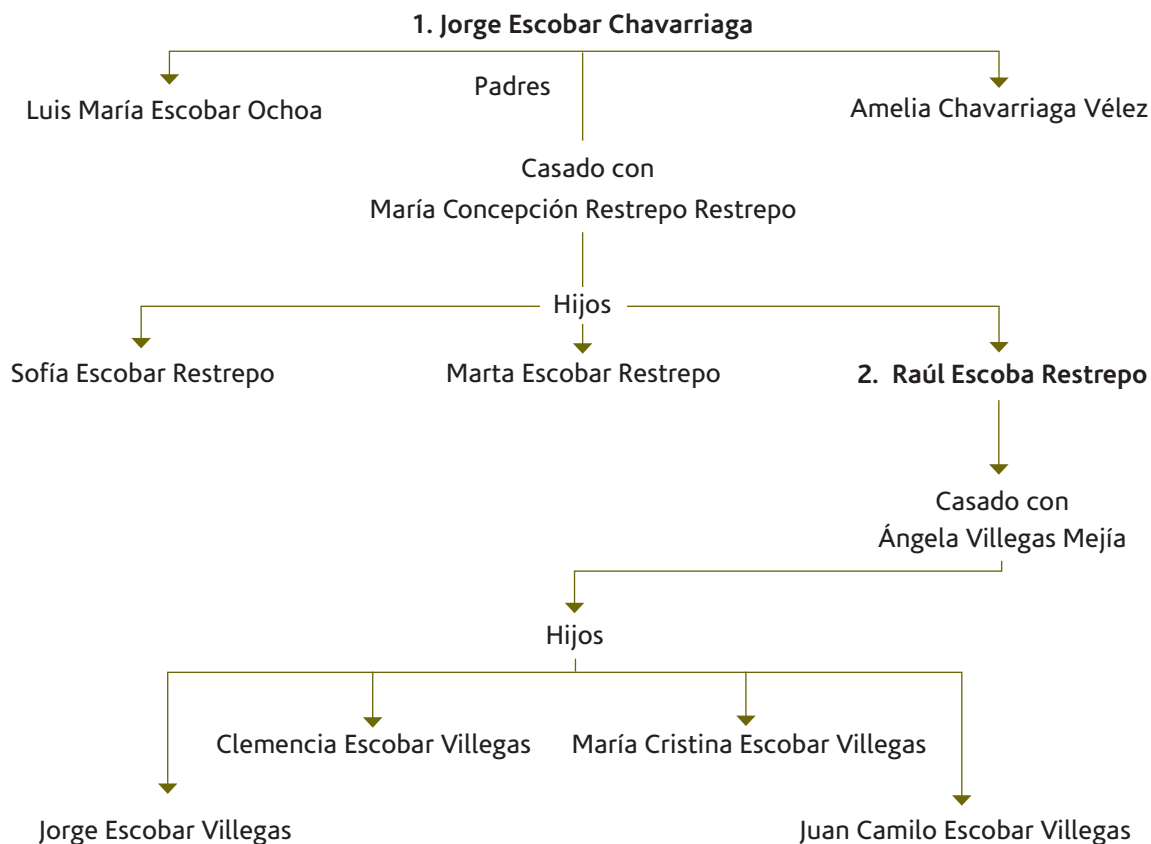 1. Jorge Escobar Chavarriaga
Padres
Luis María Escobar Ochoa
Amelia Chavarriaga Vélez
Casado con
María Concepción Restrepo Restrepo
Hijos
Sofía Escobar Restrepo
Marta Escobar Restrepo
2. Raúl Escoba Restrepo
Casado con
Ángela Villegas Mejía
Hijos
Clemencia Escobar Villegas
María Cristina Escobar Villegas
Jorge Escobar Villegas
Juan Camilo Escobar Villegas